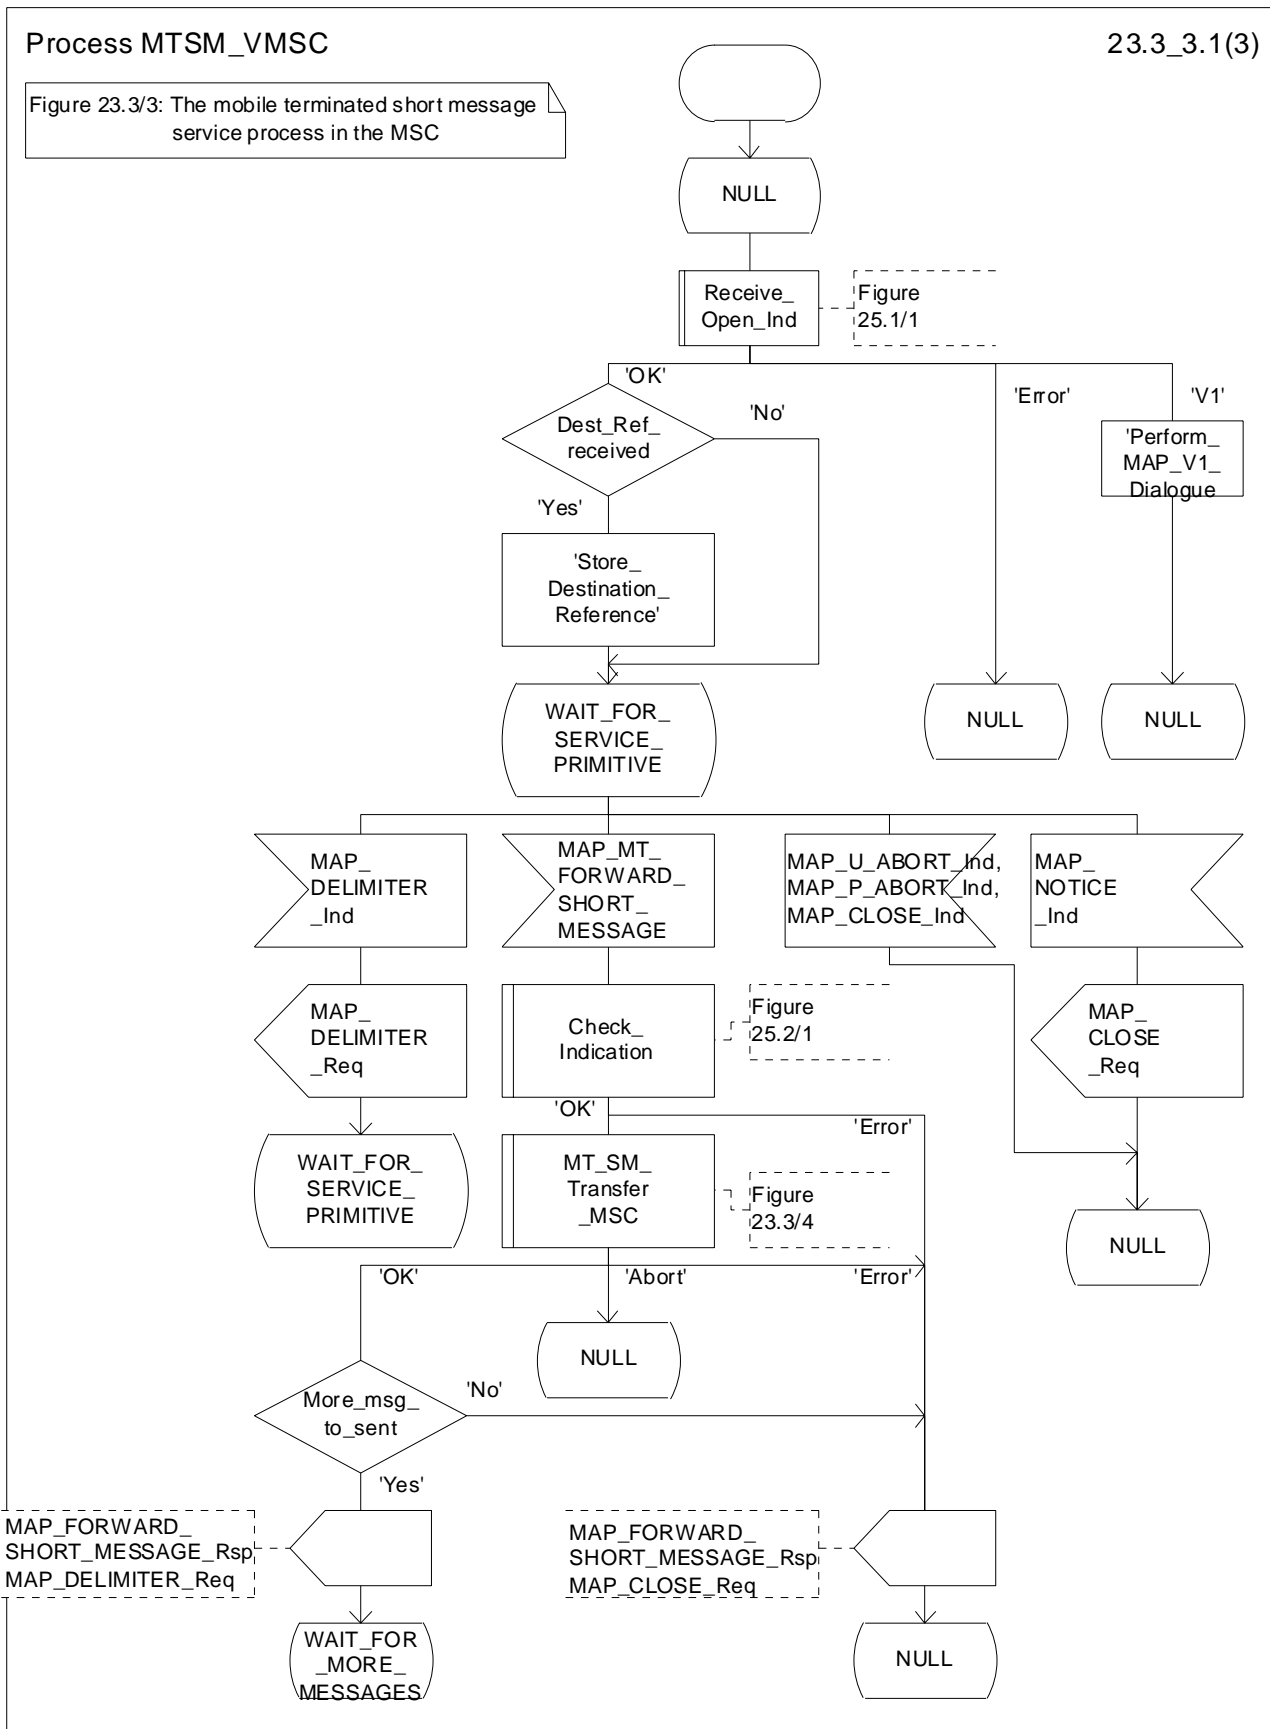 Process MTSM_VMSC
23.3_3.1(3)
Figure 23.3/3: The mobile terminated short message
service process in the MSC
NULL
Receive_
Open_Ind
Figure
25.1/1
'OK'
'Error'
'V1'
Dest_Ref_
received
'No'
'Perform_
MAP_V1_
Dialogue
'Yes'
'Store_
Destination_
Reference'
WAIT_FOR_
SERVICE_
PRIMITIVE
NULL
NULL
MAP_
DELIMITER
_Ind
MAP_MT_
FORWARD_
SHORT_
MESSAGE
MAP_U_ABORT_Ind,
MAP_P_ABORT_Ind,
MAP_CLOSE_Ind
MAP_
NOTICE
_Ind
MAP_
DELIMITER
_Req
Check_
Indication
Figure
25.2/1
MAP_
CLOSE
_Req
'OK'
'Error'
WAIT_FOR_
SERVICE_
PRIMITIVE
MT_SM_
Transfer
_MSC
Figure
23.3/4
NULL
'OK'
'Abort'
'Error'
NULL
More_msg_
to_sent
'No'
'Yes'
MAP_FORWARD_
SHORT_MESSAGE_Rsp
MAP_DELIMITER_Req
MAP_FORWARD_
SHORT_MESSAGE_Rsp
MAP_CLOSE_Req
WAIT_FOR
_MORE_
MESSAGES
NULL